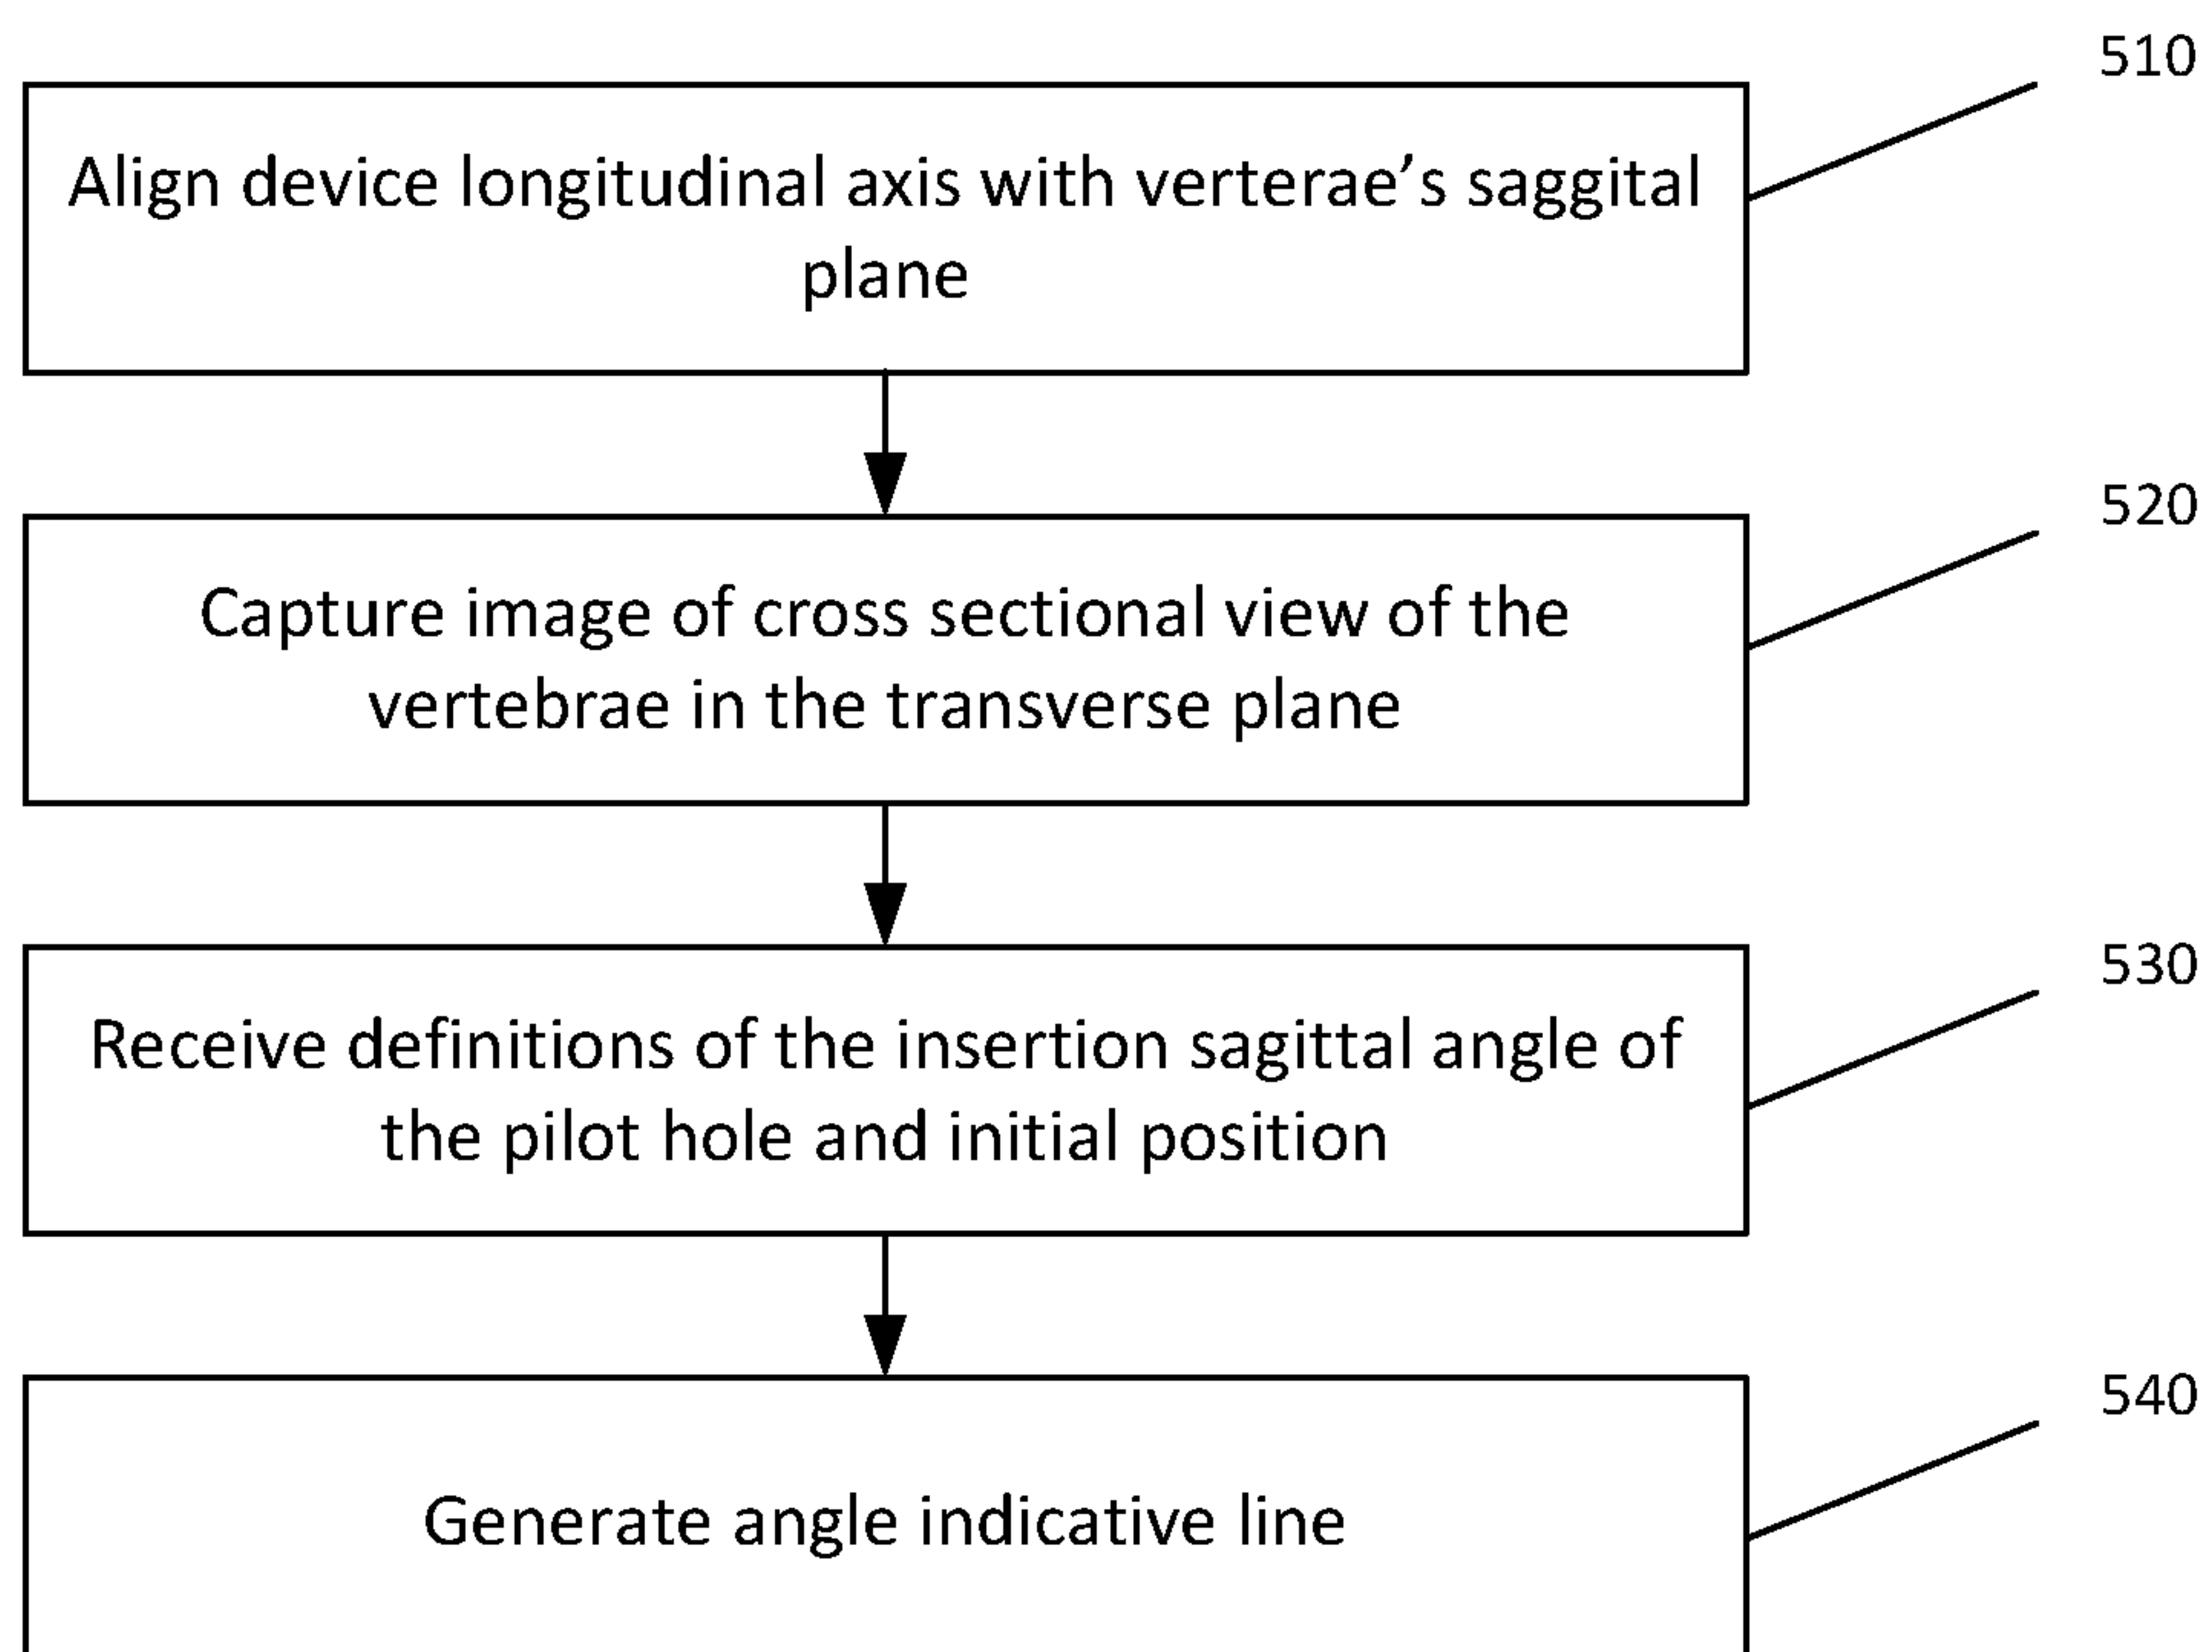 510
Align device longitudinal axis with verterae’s saggital
plane
520
Capture image of cross sectional view of the
vertebrae in the transverse plane
530
Receive definitions of the insertion sagittal angle of
the pilot hole and initial position
540
Generate angle indicative line